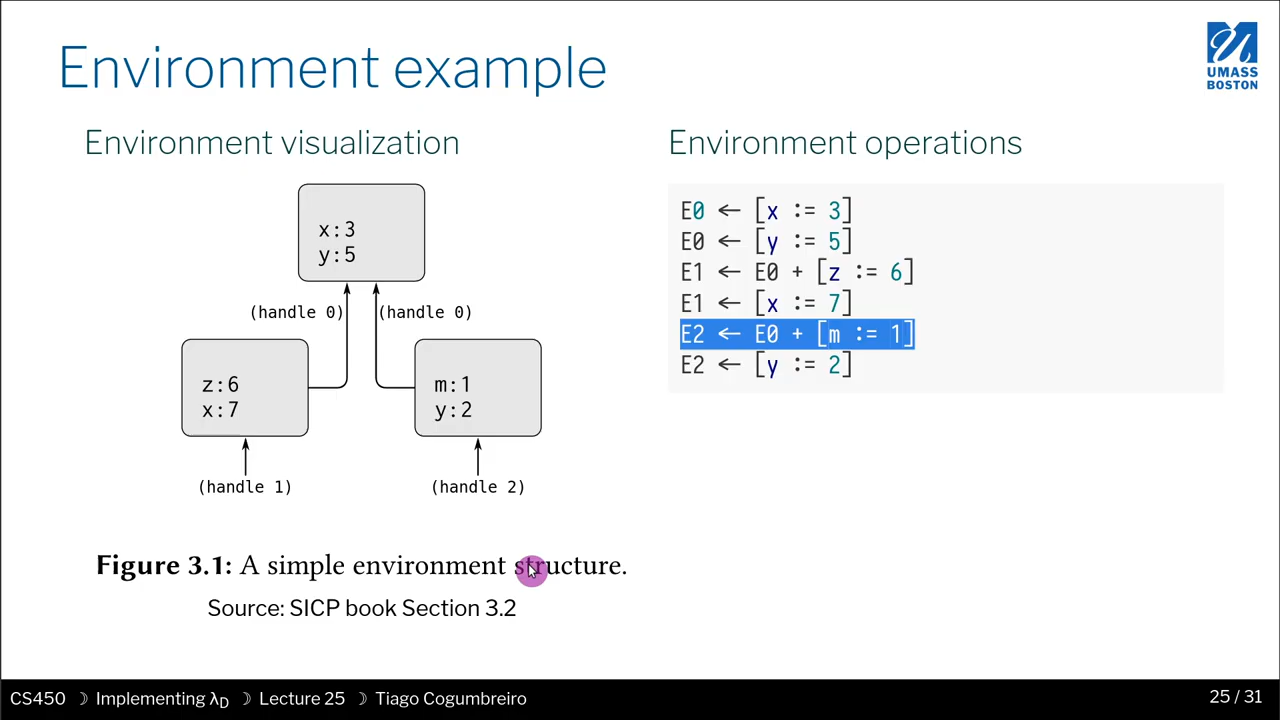 Environment example
UMASS
BOSTON
Environment visualization
x:3
y:5
(handle 0)
(handle 0)
z:6
x:7
m:1
y:2
(handle 1)
(handle 2)
Figure 3.1: A simple environment structure.
Source: SICP book Section 3.2
Environment operations
E0 ← [x := 3]
E0 ← [y := 5]
E1 ← E0 + [z := 6]
E1 ← [x := 7]
E2 ← E0 + [m := 1]
E2 ← [y := 2]
CS450 ☽ Implementing λD ☽ Lecture 25 ☽ Tiago Cogumbreiro
25 / 31